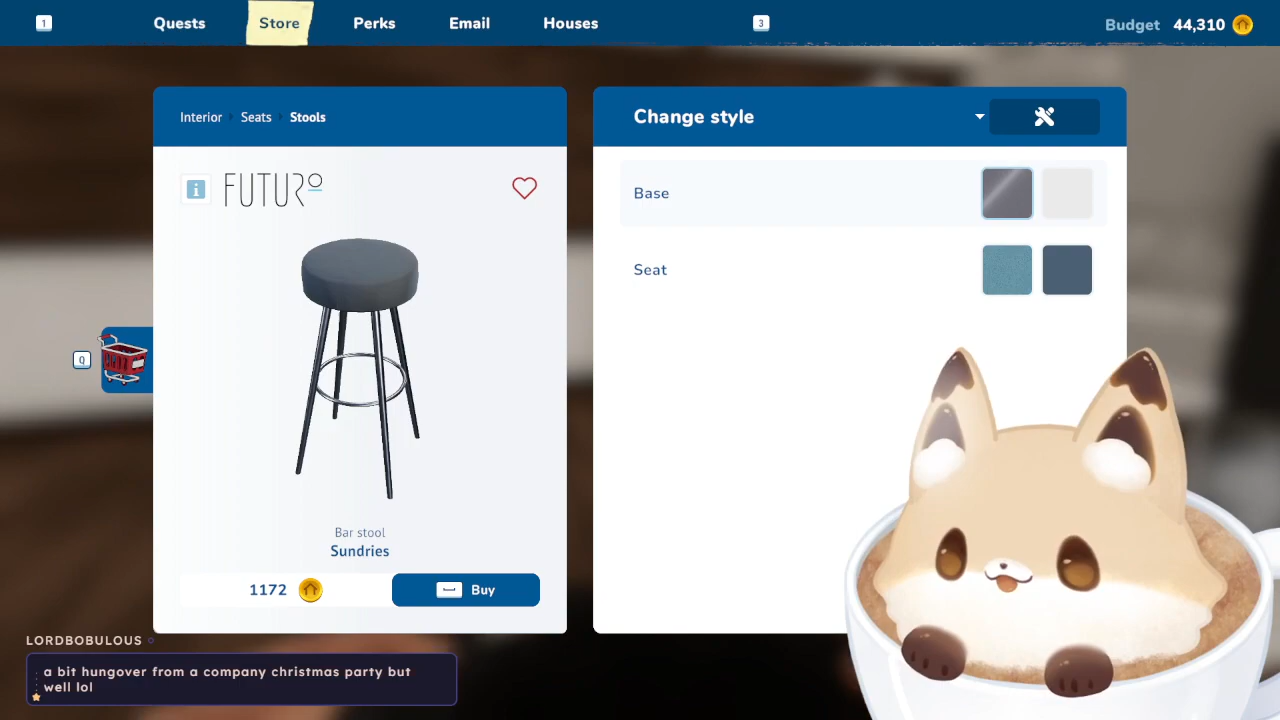 1
Quests
Store
Perks
Email
Houses
3
Budget 44,310
Interior Seats Stools
i FUTURO
Bar stool
Sundries
1172
Buy
Q
Change style
Base
Seat
LORDBOBULOUS
a bit hungover from a company christmas party but
well lol